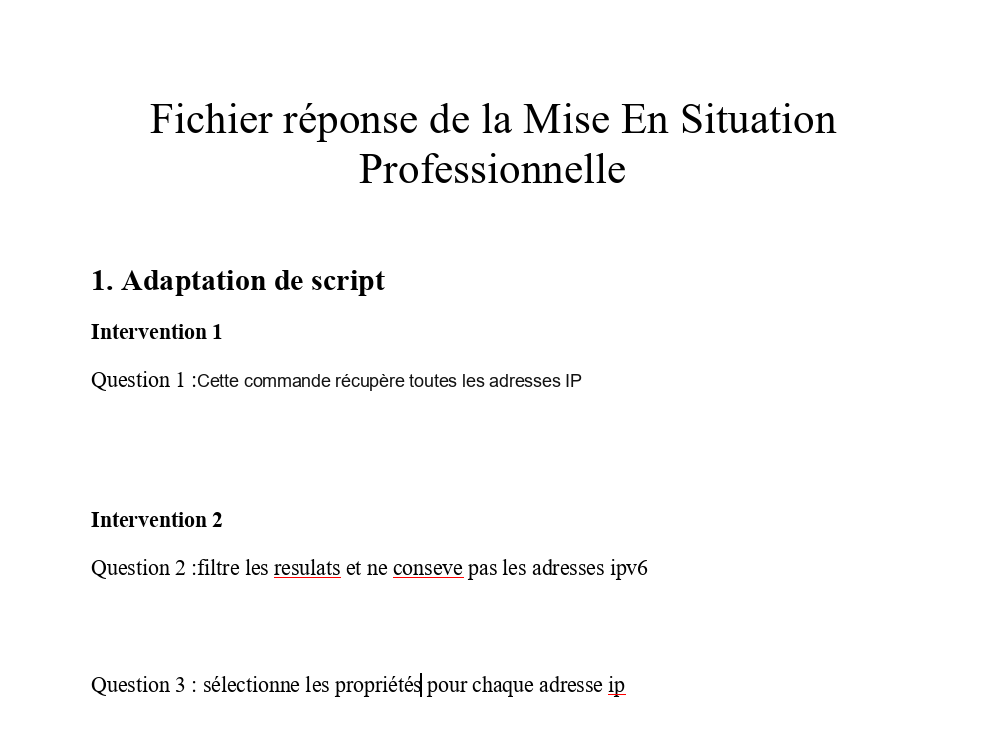 Fichier réponse de la Mise En Situation
Professionnelle
1. Adaptation de script
Intervention 1
Question 1 :Cette commande récupère toutes les adresses IP
Intervention 2
Question 2 :filtre les resulats et ne conseve pas les adresses ipv6
Question 3 : sélectionne les propriétés pour chaque adresse ip